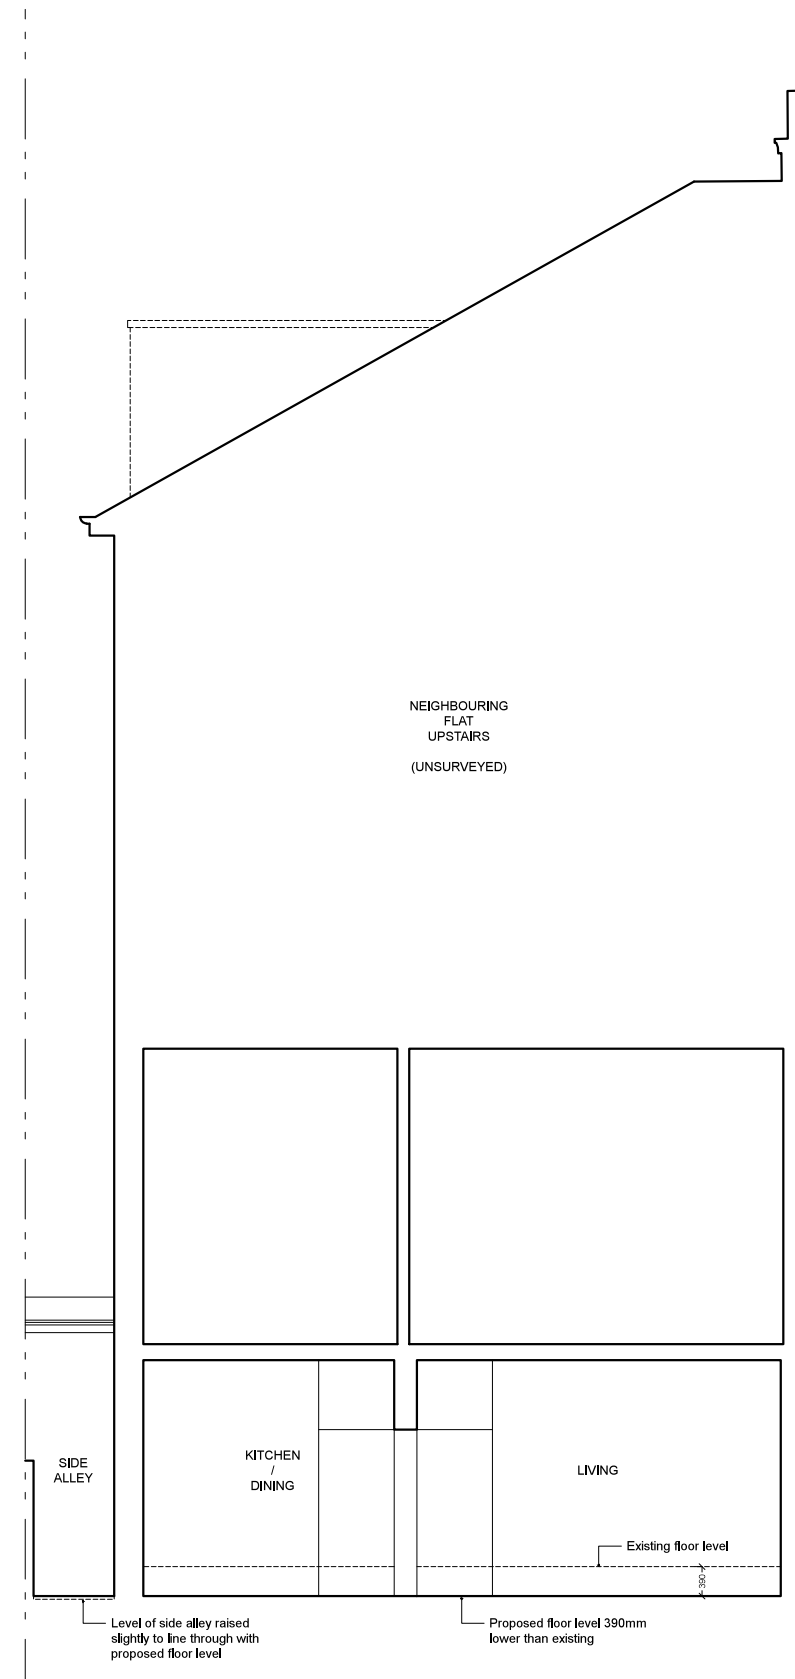 NEIGHBOURING
FLAT
UPSTAIRS
(UNSURVEYED)
SIDE
ALLEY
KITCHEN
/
DINING
LIVING
Existing floor level
390
Level of side alley raised
slightly to line through with
proposed floor level
Proposed floor level 390mm
lower than existing